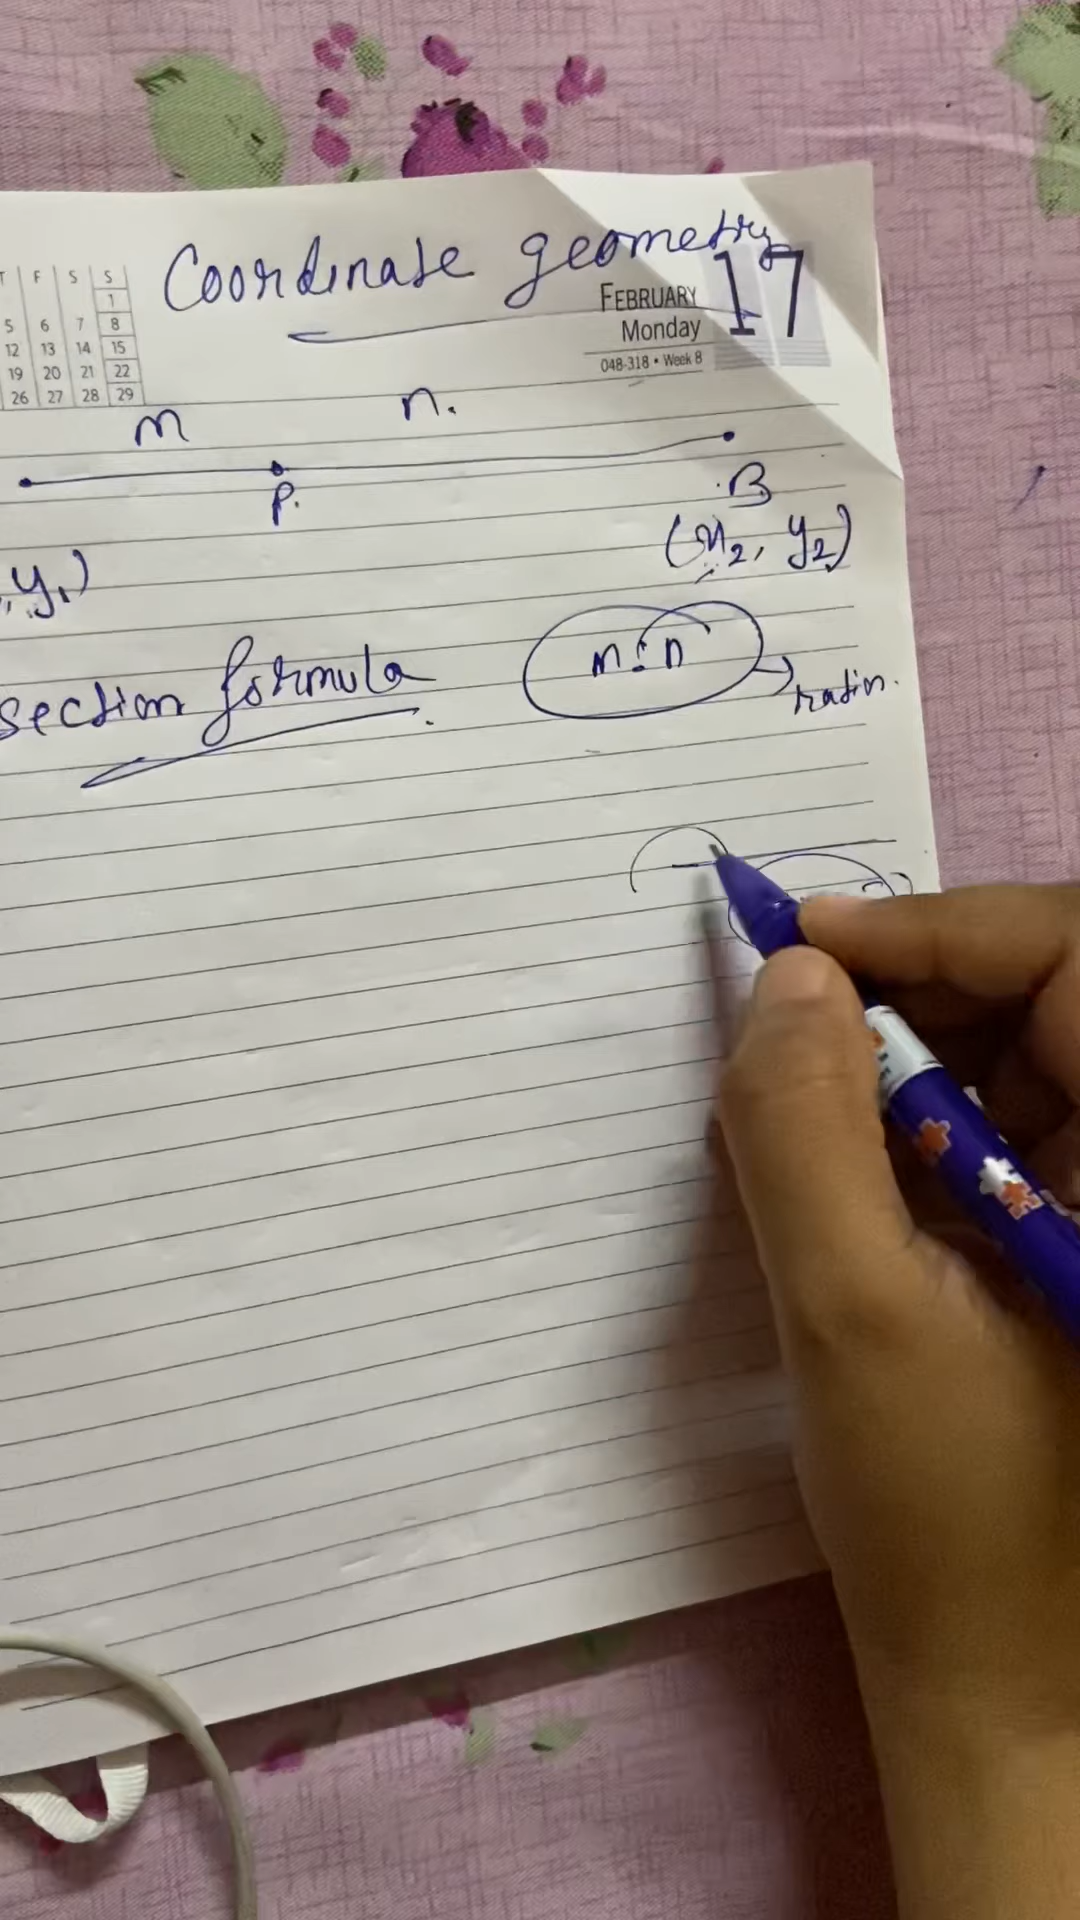 Coordinate geometry
17
FEBRUARY
Monday
048-318 • Week 8
T F S S
1
5 6 7 8
12 13 14 15
19 20 21 22
26 27 28 29
m n.
P.
B
(x2, y2)
, y1)
section formula
m : n